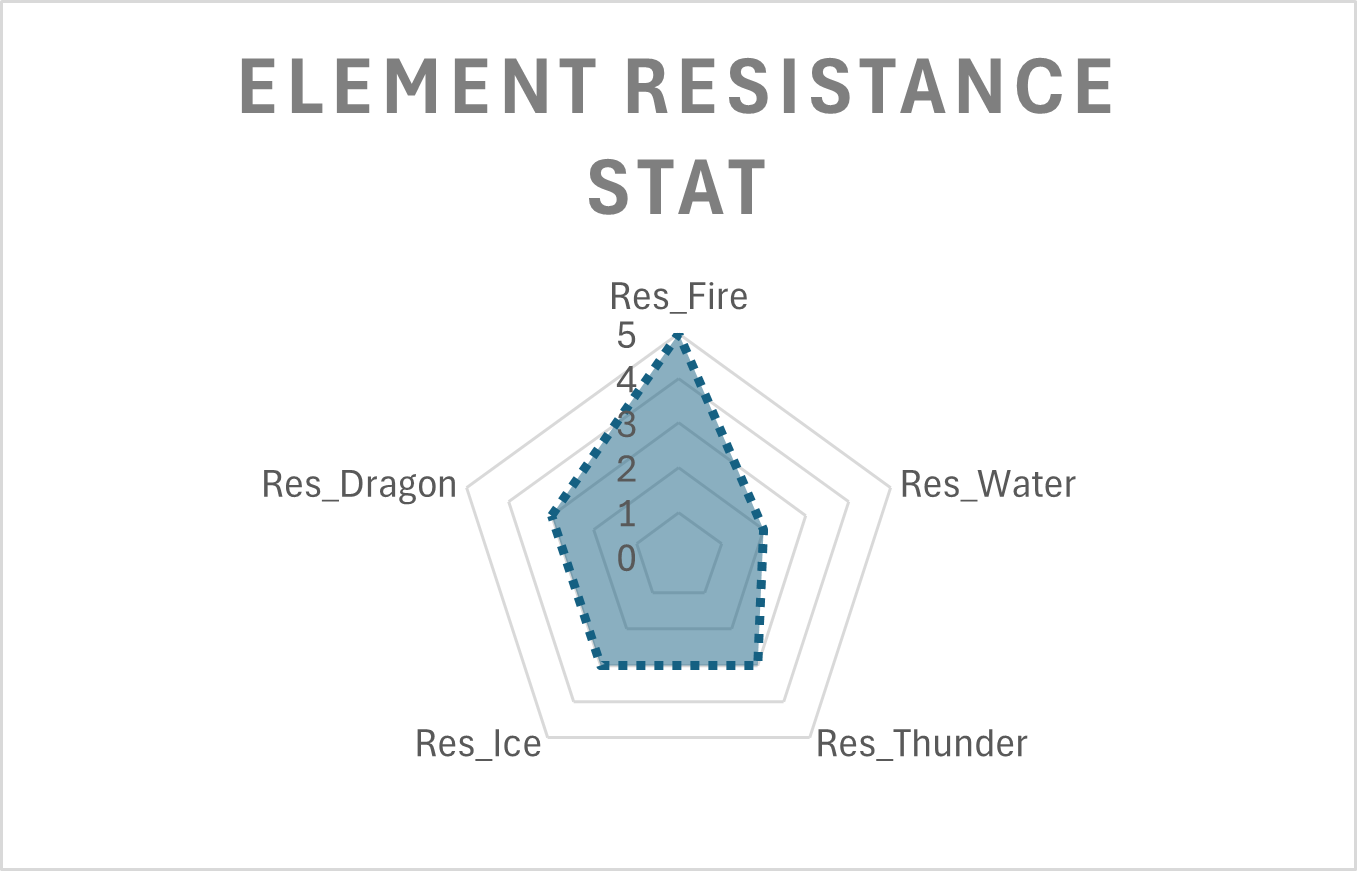 ELEMENT RESISTANCE
STAT
Res_Fire
5
4
3
2
1
0
Res_Dragon
Res_Water
Res_Ice
Res_Thunder